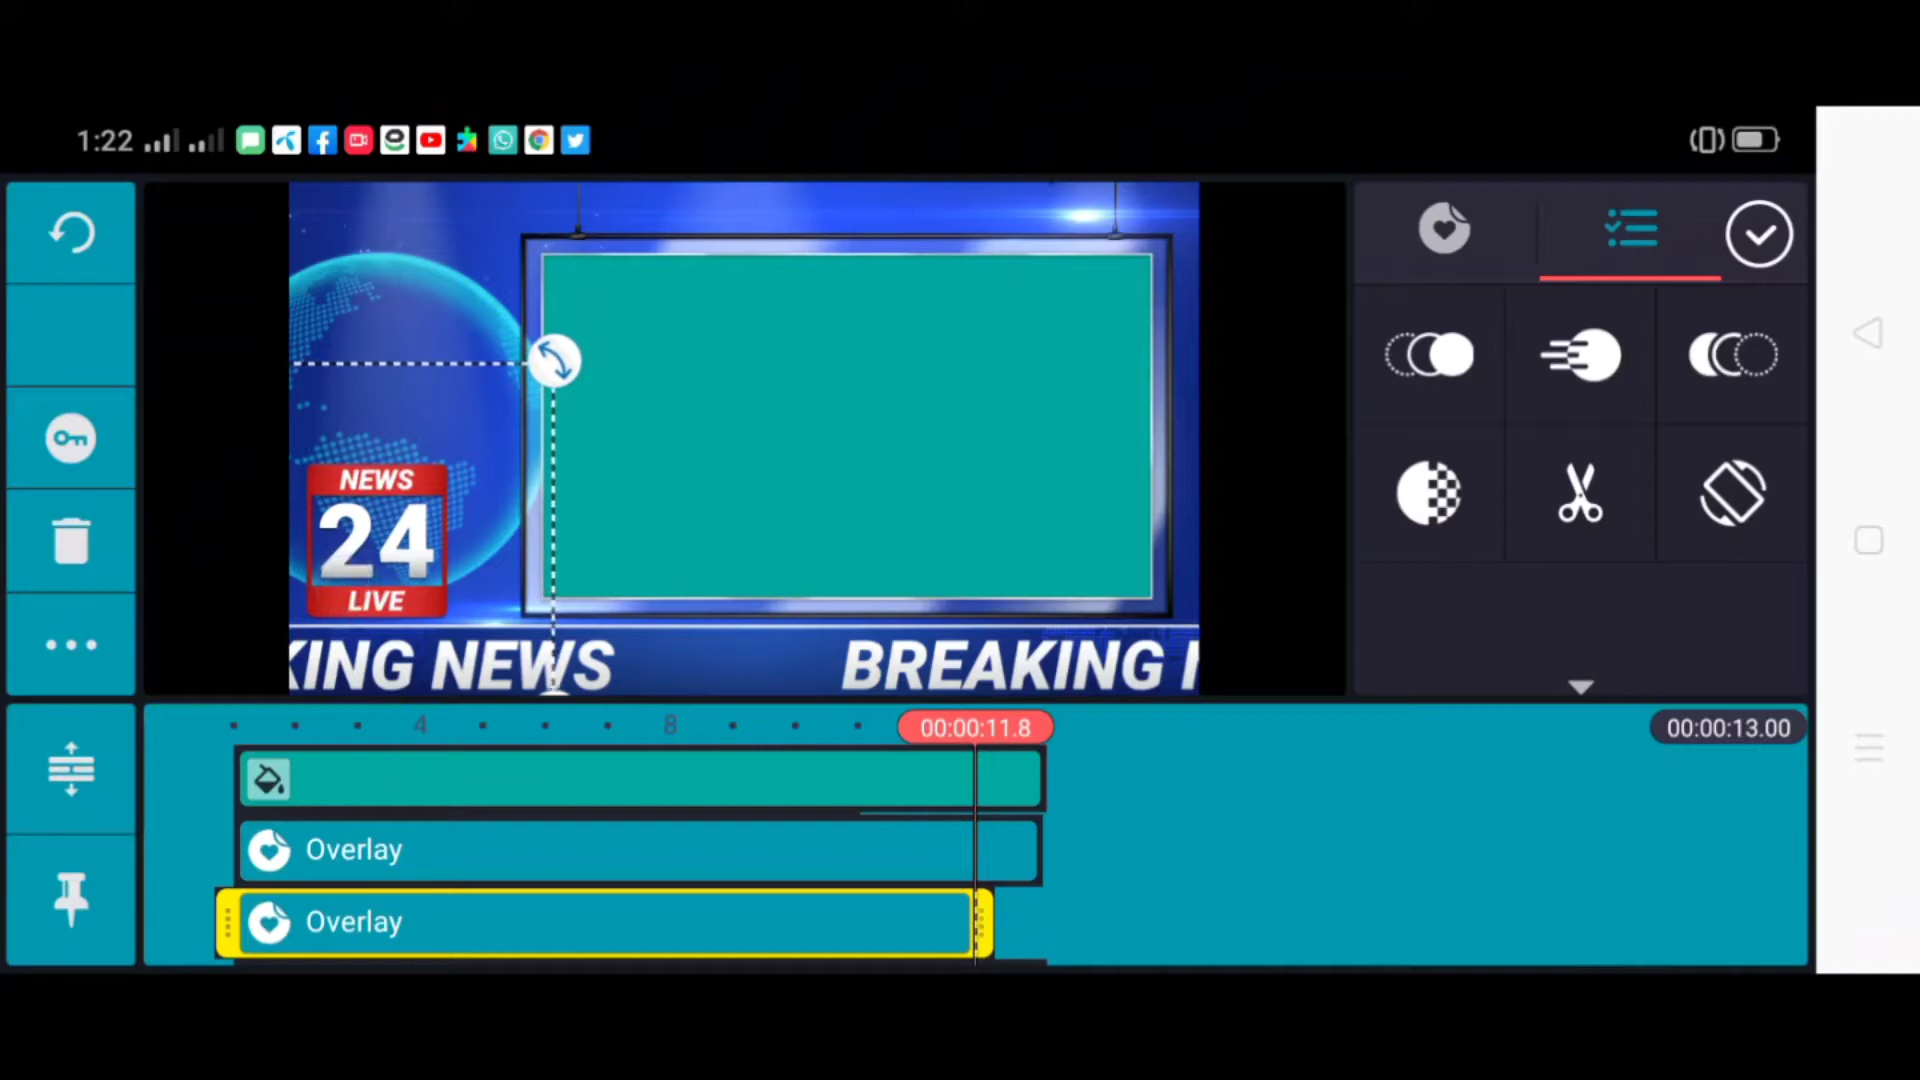 1:22
NEWS
24
LIVE
KING NEWS BREAKING
4 8 00:00:11.8 00:00:13.00
Overlay
Overlay